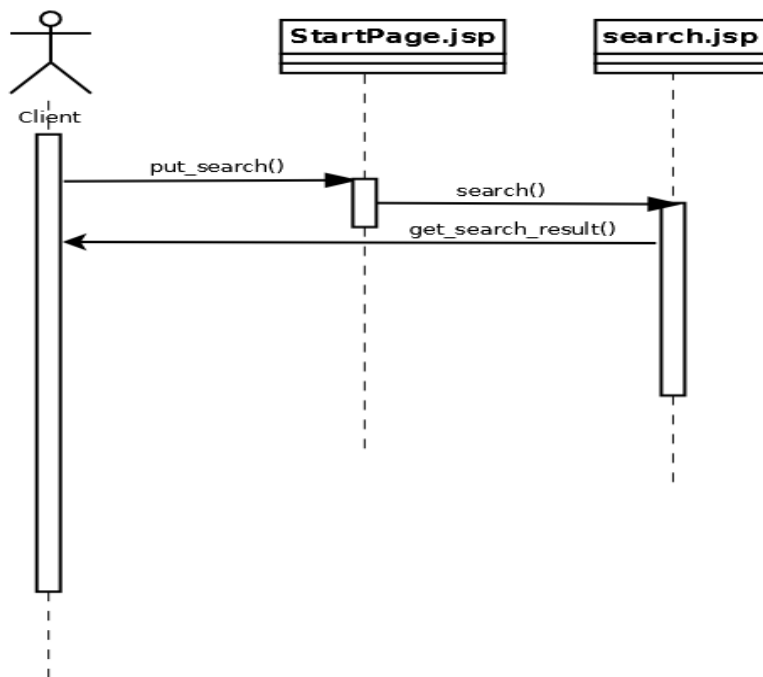 StartPage.jsp
search.jsp
Client
put_search()
search()
get_search_result()